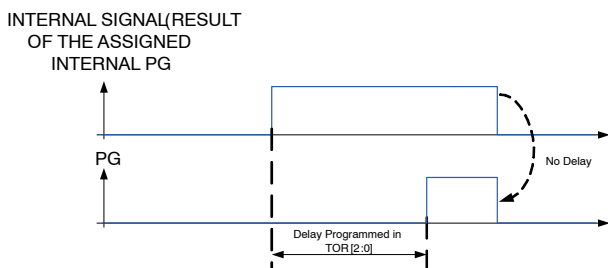 INTERNAL SIGNAL(RESULT
OF THE ASSIGNED
INTERNAL PG
PG
No Delay
Delay Programmed in
TOR [2:0]